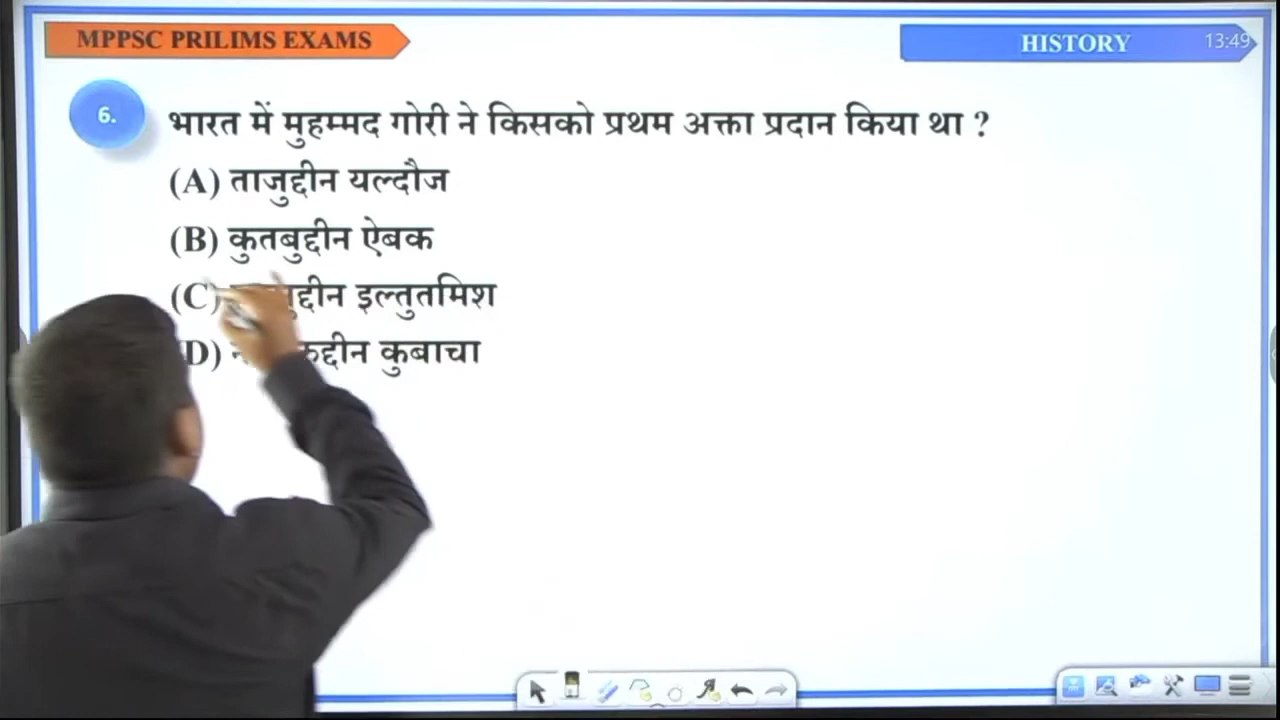 MPPSC PRILIMS EXAMS
HISTORY
13:49
6.
भारत में मुहम्मद गोरी ने किसको प्रथम अक्ता प्रदान किया था ?
(A) ताजुद्दीन यल्दौज
(B) कुतबुद्दीन ऐबक
(C) इल्तुतमिश
D) कुबाचा